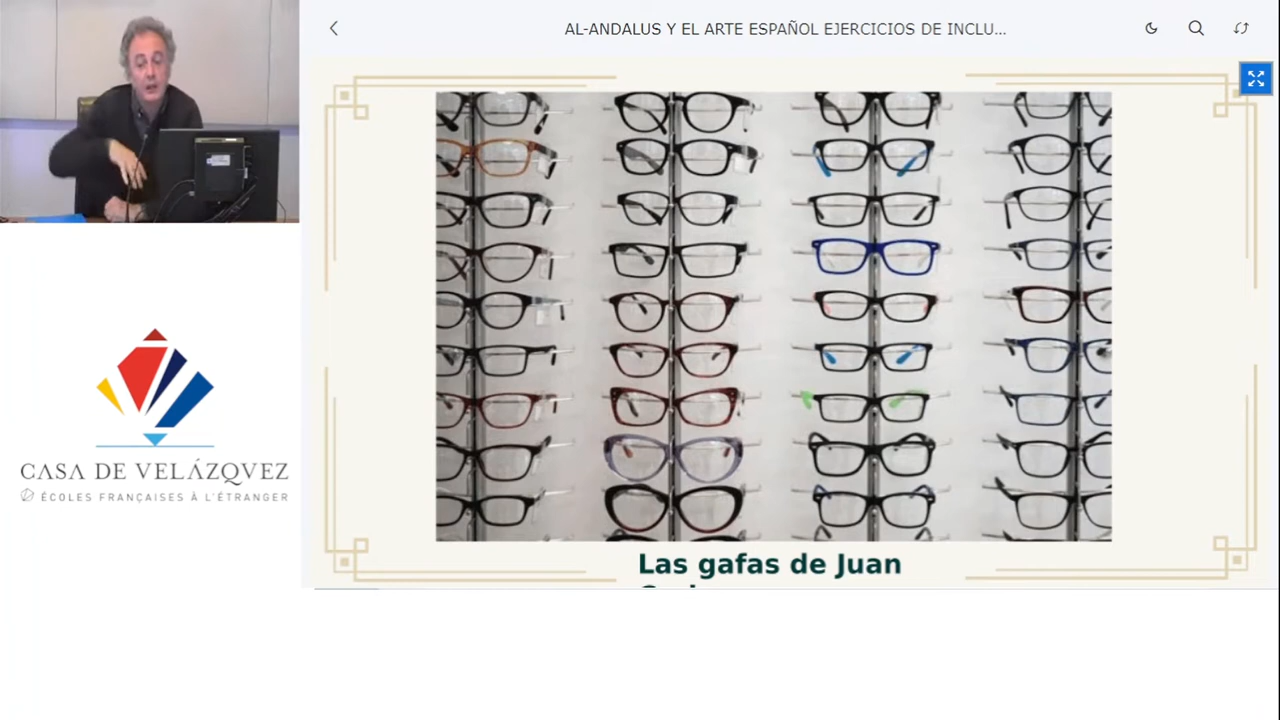 AL-ANDALUS Y EL ARTE ESPAÑOL EJERCICIOS DE INCLU...
CASA DE VELÁZQVEZ
ÉCOLES FRANÇAISES À L'ÉTRANGER
Las gafas de Juan